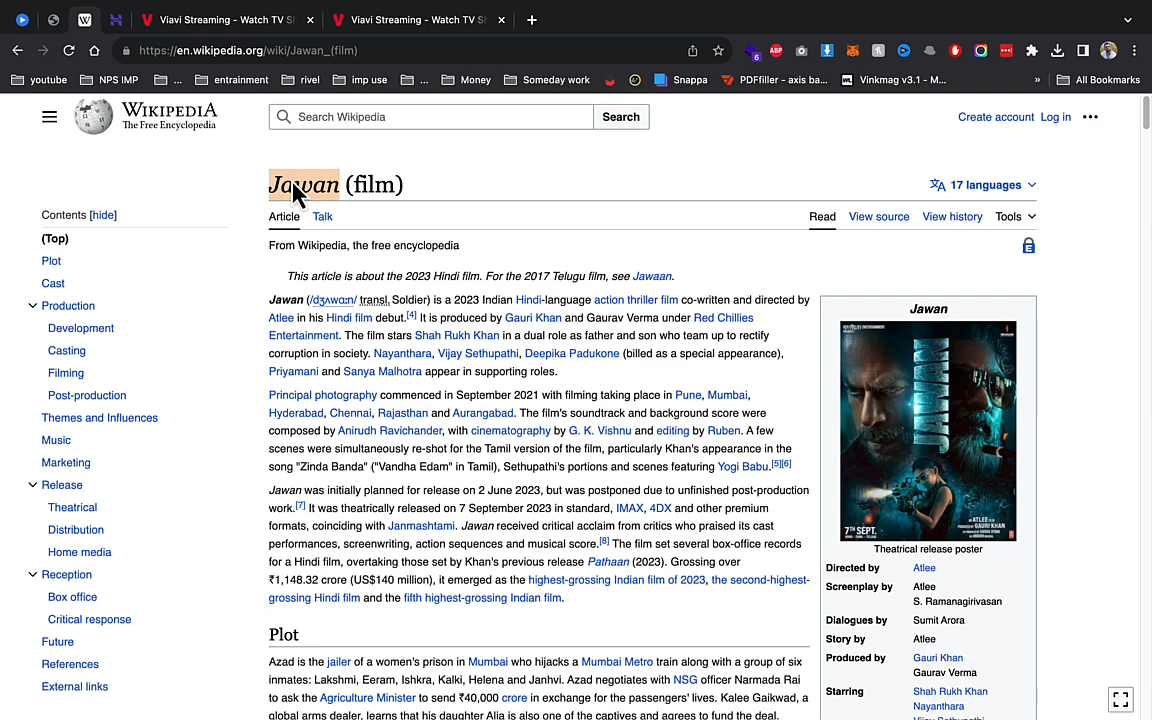 Viavi Streaming - Watch TV Sh
Viavi Streaming - Watch TV Sh
https://en.wikipedia.org/wiki/Jawan_(film)
6
ABP
youtube
NPS IMP
...
entrainment
rivel
imp use
...
Money
Someday work
Snappa
PDFfiller - axis ba...
Vinkmag v3.1 - M...
»
All Bookmarks
WIKIPEDIA
The Free Encyclopedia
Search Wikipedia
Search
Create account
Log in
Jawan (film)
17 languages
Article
Talk
Read
View source
View history
Tools
From Wikipedia, the free encyclopedia
Contents [hide]
(Top)
Plot
Cast
Production
Development
Casting
Filming
Post-production
Themes and Influences
Music
Marketing
Release
Theatrical
Distribution
Home media
Reception
Box office
Critical response
Future
References
External links
This article is about the 2023 Hindi film. For the 2017 Telugu film, see Jawaan.
Jawan (/dʒʌwɑːn/ transl. Soldier) is a 2023 Indian Hindi-language action thriller film co-written and directed by
Atlee in his Hindi film debut.[4] It is produced by Gauri Khan and Gaurav Verma under Red Chillies
Entertainment. The film stars Shah Rukh Khan in a dual role as father and son who team up to rectify
corruption in society. Nayanthara, Vijay Sethupathi, Deepika Padukone (billed as a special appearance),
Priyamani and Sanya Malhotra appear in supporting roles.
Principal photography commenced in September 2021 with filming taking place in Pune, Mumbai,
Hyderabad, Chennai, Rajasthan and Aurangabad. The film's soundtrack and background score were
composed by Anirudh Ravichander, with cinematography by G. K. Vishnu and editing by Ruben. A few
scenes were simultaneously re-shot for the Tamil version of the film, particularly Khan's appearance in the
song "Zinda Banda" ("Vandha Edam" in Tamil), Sethupathi's portions and scenes featuring Yogi Babu.[5][6]
Jawan was initially planned for release on 2 June 2023, but was postponed due to unfinished post-production
work.[7] It was theatrically released on 7 September 2023 in standard, IMAX, 4DX and other premium
formats, coinciding with Janmashtami. Jawan received critical acclaim from critics who praised its cast
performances, screenwriting, action sequences and musical score.[8] The film set several box-office records
for a Hindi film, overtaking those set by Khan's previous release Pathaan (2023). Grossing over
₹1,148.32 crore (US$140 million), it emerged as the highest-grossing Indian film of 2023, the second-highest-
grossing Hindi film and the fifth highest-grossing Indian film.
Plot
Azad is the jailer of a women's prison in Mumbai who hijacks a Mumbai Metro train along with a group of six
inmates: Lakshmi, Eeram, Ishkra, Kalki, Helena and Janhvi. Azad negotiates with NSG officer Narmada Rai
to ask the Agriculture Minister to send ₹40,000 crore in exchange for the passengers' lives. Kalee Gaikwad, a
global arms dealer, learns that his daughter Alia is also one of the captives and agrees to fund the deal.
Jawan
JAWAN
AN ATLEE
PRODUCED BY GAURI KHAN
7TH SEPT.
Theatrical release poster
Directed by Atlee
Screenplay by Atlee
S. Ramanagirivasan
Dialogues by Sumit Arora
Story by Atlee
Produced by Gauri Khan
Gaurav Verma
Starring Shah Rukh Khan
Nayanthara
Vijay Sethupathi